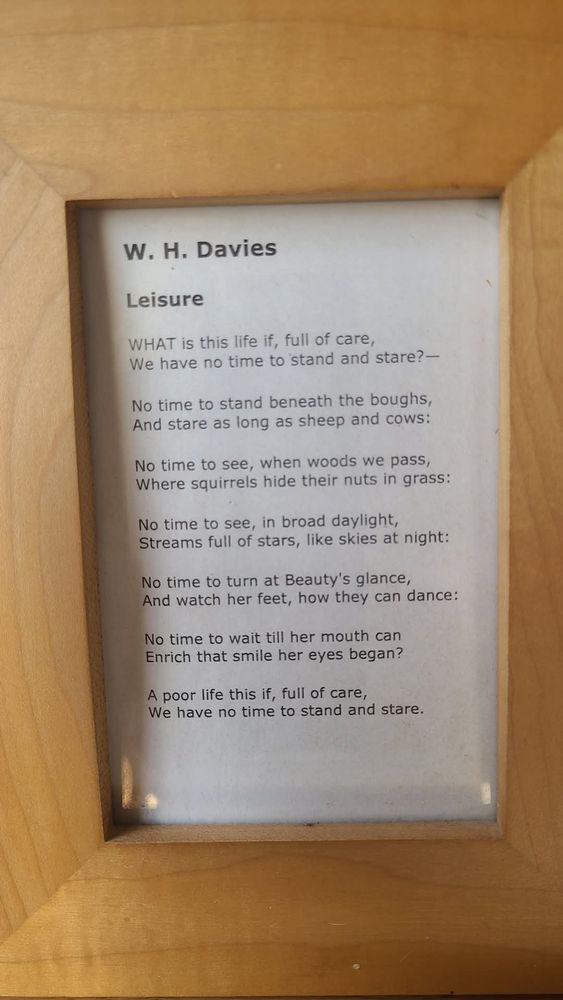 W. H. Davies
Leisure
WHAT is this life if, full of care,
We have no time to stand and stare?—
No time to stand beneath the boughs,
And stare as long as sheep and cows:
No time to see, when woods we pass,
Where squirrels hide their nuts in grass:
No time to see, in broad daylight,
Streams full of stars, like skies at night:
No time to turn at Beauty's glance,
And watch her feet, how they can dance:
No time to wait till her mouth can
Enrich that smile her eyes began?
A poor life this if, full of care,
We have no time to stand and stare.